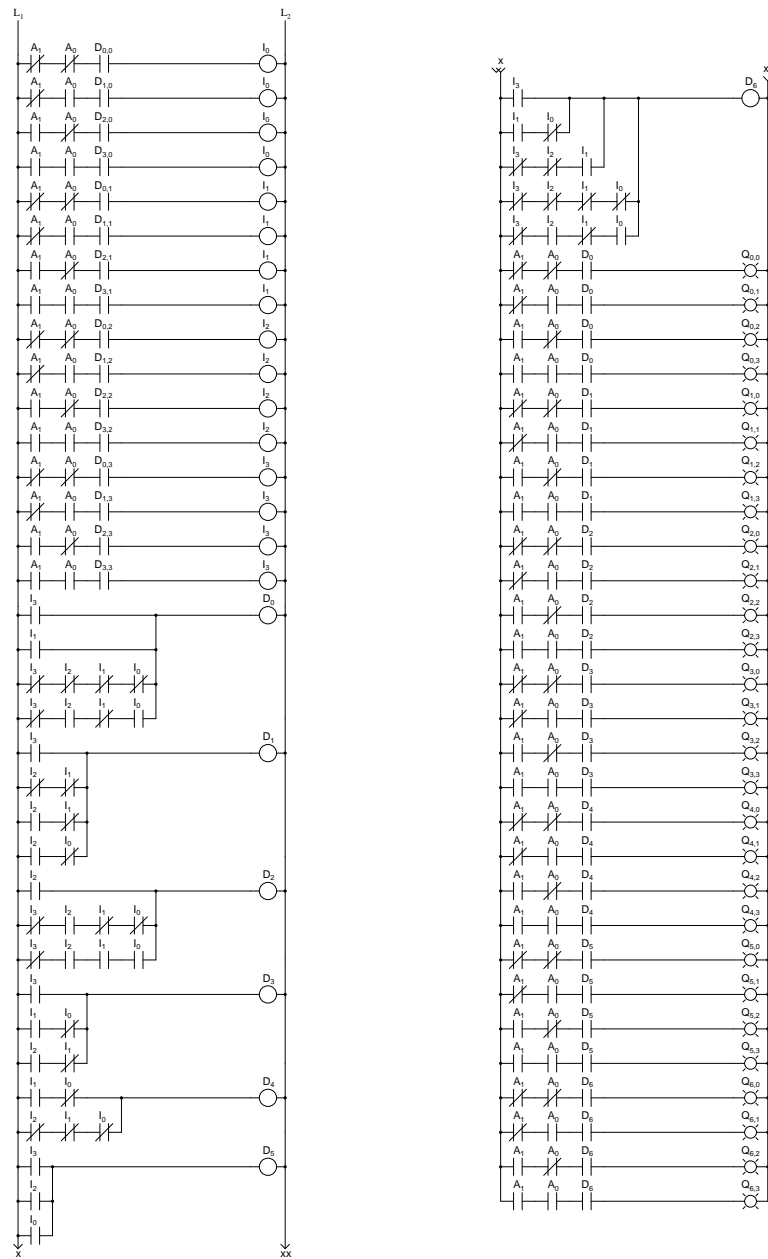 L₁ L₂
A₁ A₀ D₀,₀ I₀
A₁ A₀ D₁,₀ I₀
A₁ A₀ D₂,₀ I₀
A₁ A₀ D₃,₀ I₀
A₁ A₀ D₀,₁ I₁
A₁ A₀ D₁,₁ I₁
A₁ A₀ D₂,₁ I₁
A₁ A₀ D₃,₁ I₁
A₁ A₀ D₀,₂ I₂
A₁ A₀ D₁,₂ I₂
A₁ A₀ D₂,₂ I₂
A₁ A₀ D₃,₂ I₂
A₁ A₀ D₀,₃ I₃
A₁ A₀ D₁,₃ I₃
A₁ A₀ D₂,₃ I₃
A₁ A₀ D₃,₃ I₃
I₃ D₀
I₁
I₃ I₂ I₁ I₀
I₃ I₂ I₁ I₀
I₃ D₁
I₂ I₁
I₂ I₁
I₂ I₀
I₂ D₂
I₃ I₂ I₁ I₀
I₃ I₂ I₁ I₀
I₃ D₃
I₁ I₀
I₂ I₁
I₁ I₀ D₄
I₂ I₁ I₀
I₃ D₅
I₂
I₀
x xx
x x
I₃ D₆
I₁ I₀
I₃ I₂ I₁
I₃ I₂ I₁ I₀
I₃ I₂ I₁ I₀
A₁ A₀ D₀ Q₀,₀
A₁ A₀ D₀ Q₀,₁
A₁ A₀ D₀ Q₀,₂
A₁ A₀ D₀ Q₀,₃
A₁ A₀ D₁ Q₁,₀
A₁ A₀ D₁ Q₁,₁
A₁ A₀ D₁ Q₁,₂
A₁ A₀ D₁ Q₁,₃
A₁ A₀ D₂ Q₂,₀
A₁ A₀ D₂ Q₂,₁
A₁ A₀ D₂ Q₂,₂
A₁ A₀ D₂ Q₂,₃
A₁ A₀ D₃ Q₃,₀
A₁ A₀ D₃ Q₃,₁
A₁ A₀ D₃ Q₃,₂
A₁ A₀ D₃ Q₃,₃
A₁ A₀ D₄ Q₄,₀
A₁ A₀ D₄ Q₄,₁
A₁ A₀ D₄ Q₄,₂
A₁ A₀ D₄ Q₄,₃
A₁ A₀ D₅ Q₅,₀
A₁ A₀ D₅ Q₅,₁
A₁ A₀ D₅ Q₅,₂
A₁ A₀ D₅ Q₅,₃
A₁ A₀ D₆ Q₆,₀
A₁ A₀ D₆ Q₆,₁
A₁ A₀ D₆ Q₆,₂
A₁ A₀ D₆ Q₆,₃